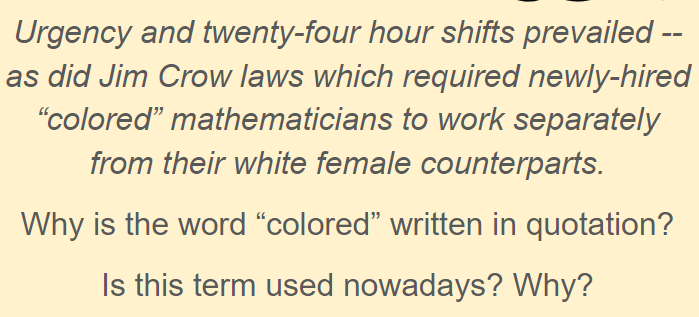 Urgency and twenty-four hour shifts prevailed --
as did Jim Crow laws which required newly-hired
“colored” mathematicians to work separately
from their white female counterparts.
Why is the word “colored” written in quotation?
Is this term used nowadays? Why?